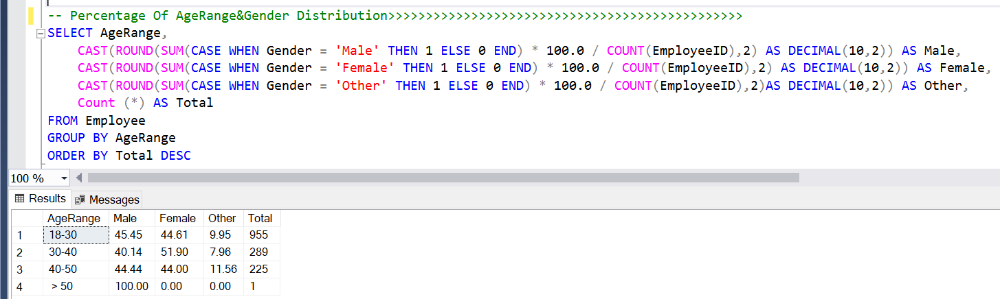 -- Percentage Of AgeRange&Gender Distribution>>>>>>>>>>>>>>>>>>>>>>>>>>>>>>>>>>>>>>>>>>>>>>>
SELECT AgeRange,
CAST(ROUND(SUM(CASE WHEN Gender = 'Male' THEN 1 ELSE 0 END) * 100.0 / COUNT(EmployeeID),2) AS DECIMAL(10,2)) AS Male,
CAST(ROUND(SUM(CASE WHEN Gender = 'Female' THEN 1 ELSE 0 END) * 100.0 / COUNT(EmployeeID),2) AS DECIMAL(10,2)) AS Female,
CAST(ROUND(SUM(CASE WHEN Gender = 'Other' THEN 1 ELSE 0 END) * 100.0 / COUNT(EmployeeID),2)AS DECIMAL(10,2)) AS Other,
Count (*) AS Total
FROM Employee
GROUP BY AgeRange
ORDER BY Total DESC
100 %
Results Messages
AgeRange Male Female Other Total
1 18-30 45.45 44.61 9.95 955
2 30-40 40.14 51.90 7.96 289
3 40-50 44.44 44.00 11.56 225
4 > 50 100.00 0.00 0.00 1